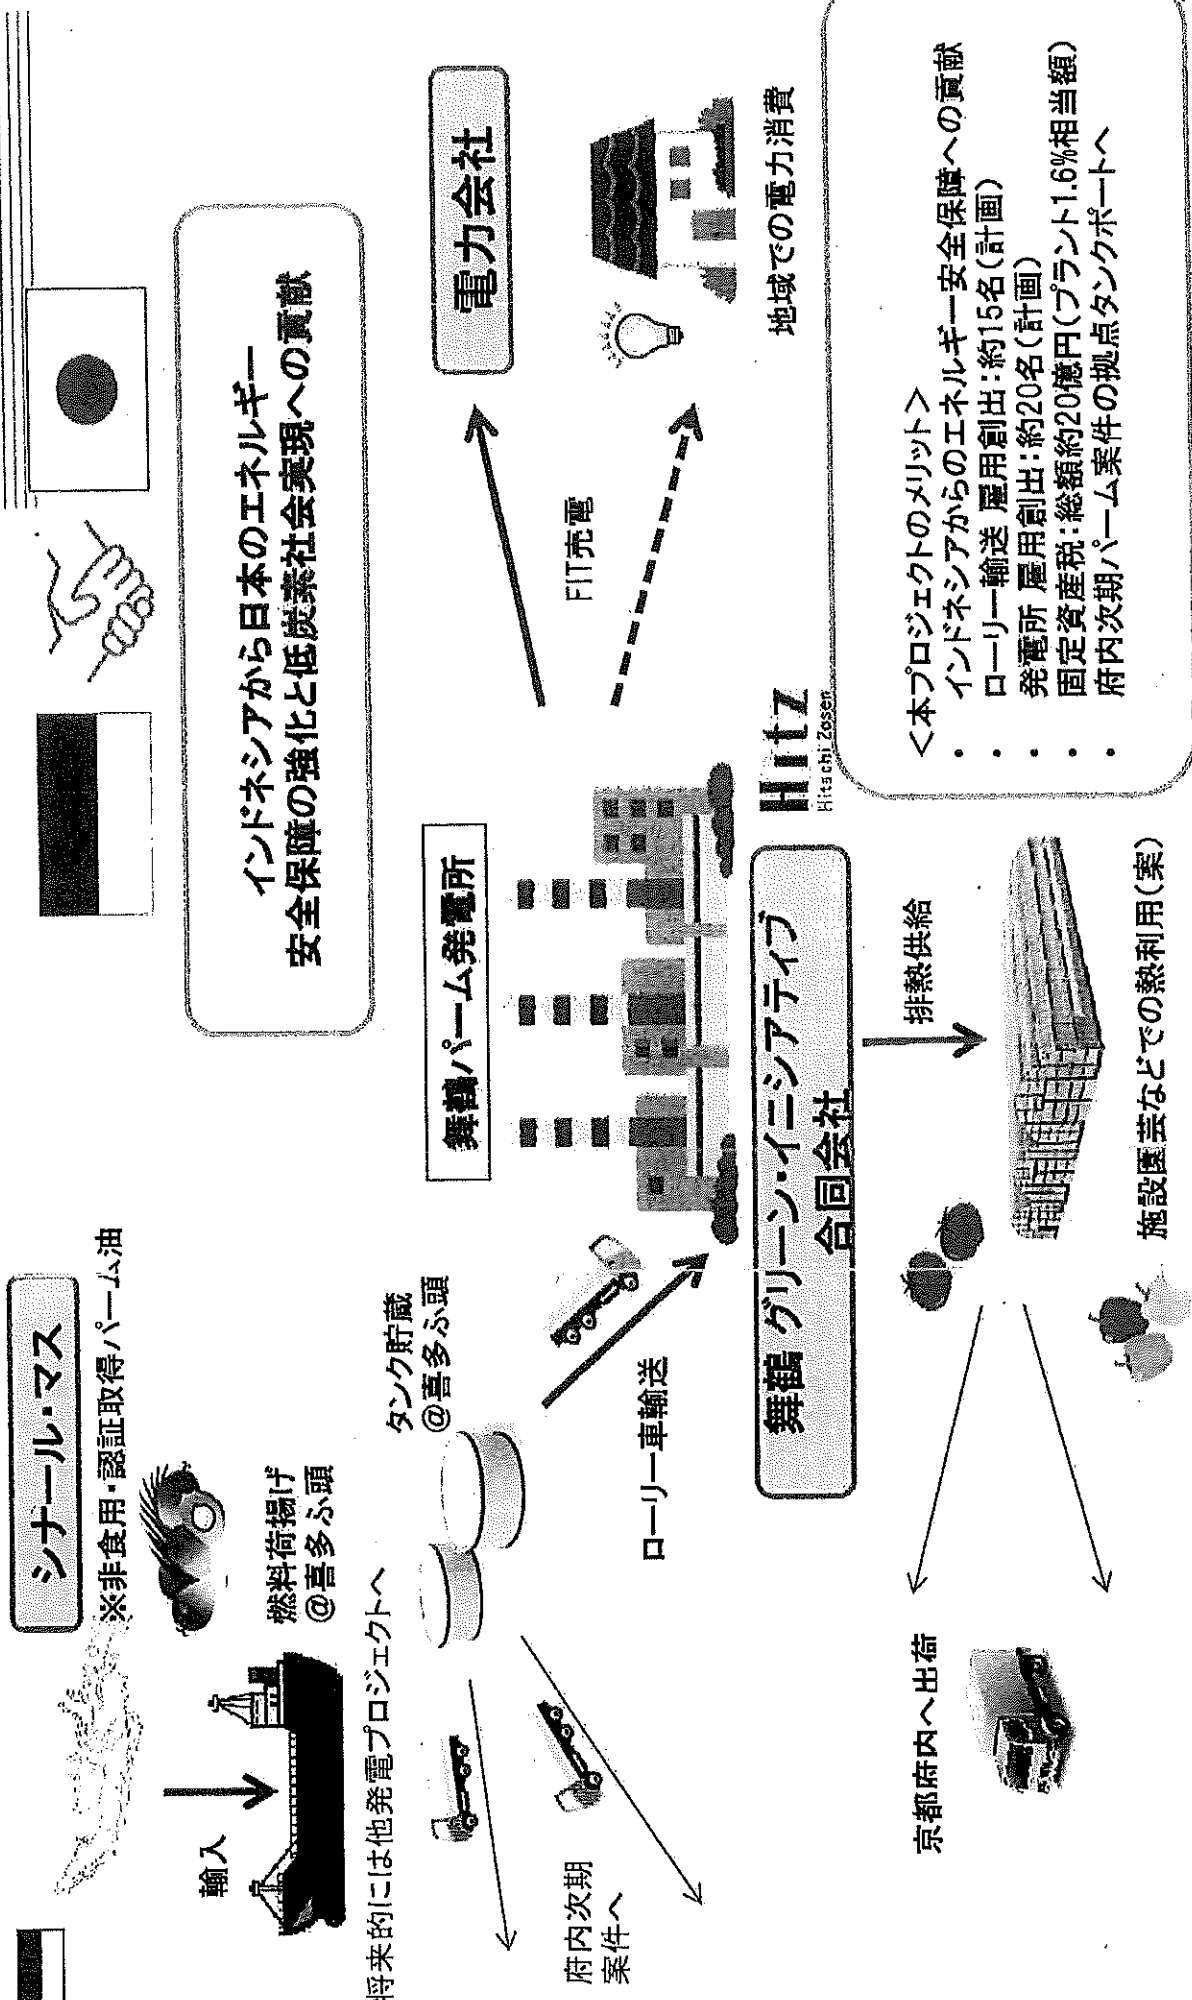 シナール・マス
※非食用・認証取得パーム油
輸入
燃料荷揚げ
@喜多ふ頭
将来的には他発電プロジェクトへ
府内次期
案件へ
タンク貯蔵
@喜多ふ頭
ローリー車輸送
インドネシアから日本のエネルギー
安全保障の強化と低炭素社会実現への貢献
舞鶴パーム発電所
舞鶴 グリーン・イニシアティブ
合同会社
Hitz
Hitachi Zosen
FIT売電
電力会社
地域での電力消費
排熱供給
施設園芸などでの熱利用(案)
京都府内へ出荷
＜本プロジェクトのメリット＞
• インドネシアからのエネルギー安全保障への貢献
• ローリー輸送 雇用創出：約15名(計画)
• 発電所 雇用創出：約20名(計画)
• 固定資産税：総額約20億円(プラント1.6%相当額)
• 府内次期パーム案件の拠点タンクポートへ